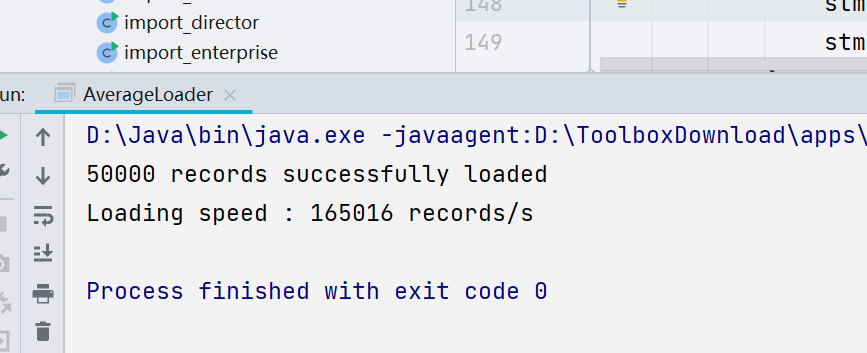 import_director
import_enterprise
148
stm
149
stm
un:
AverageLoader
D:\Java\bin\java.exe -javaagent:D:\ToolboxDownload\apps\
50000 records successfully loaded
Loading speed : 165016 records/s
Process finished with exit code 0